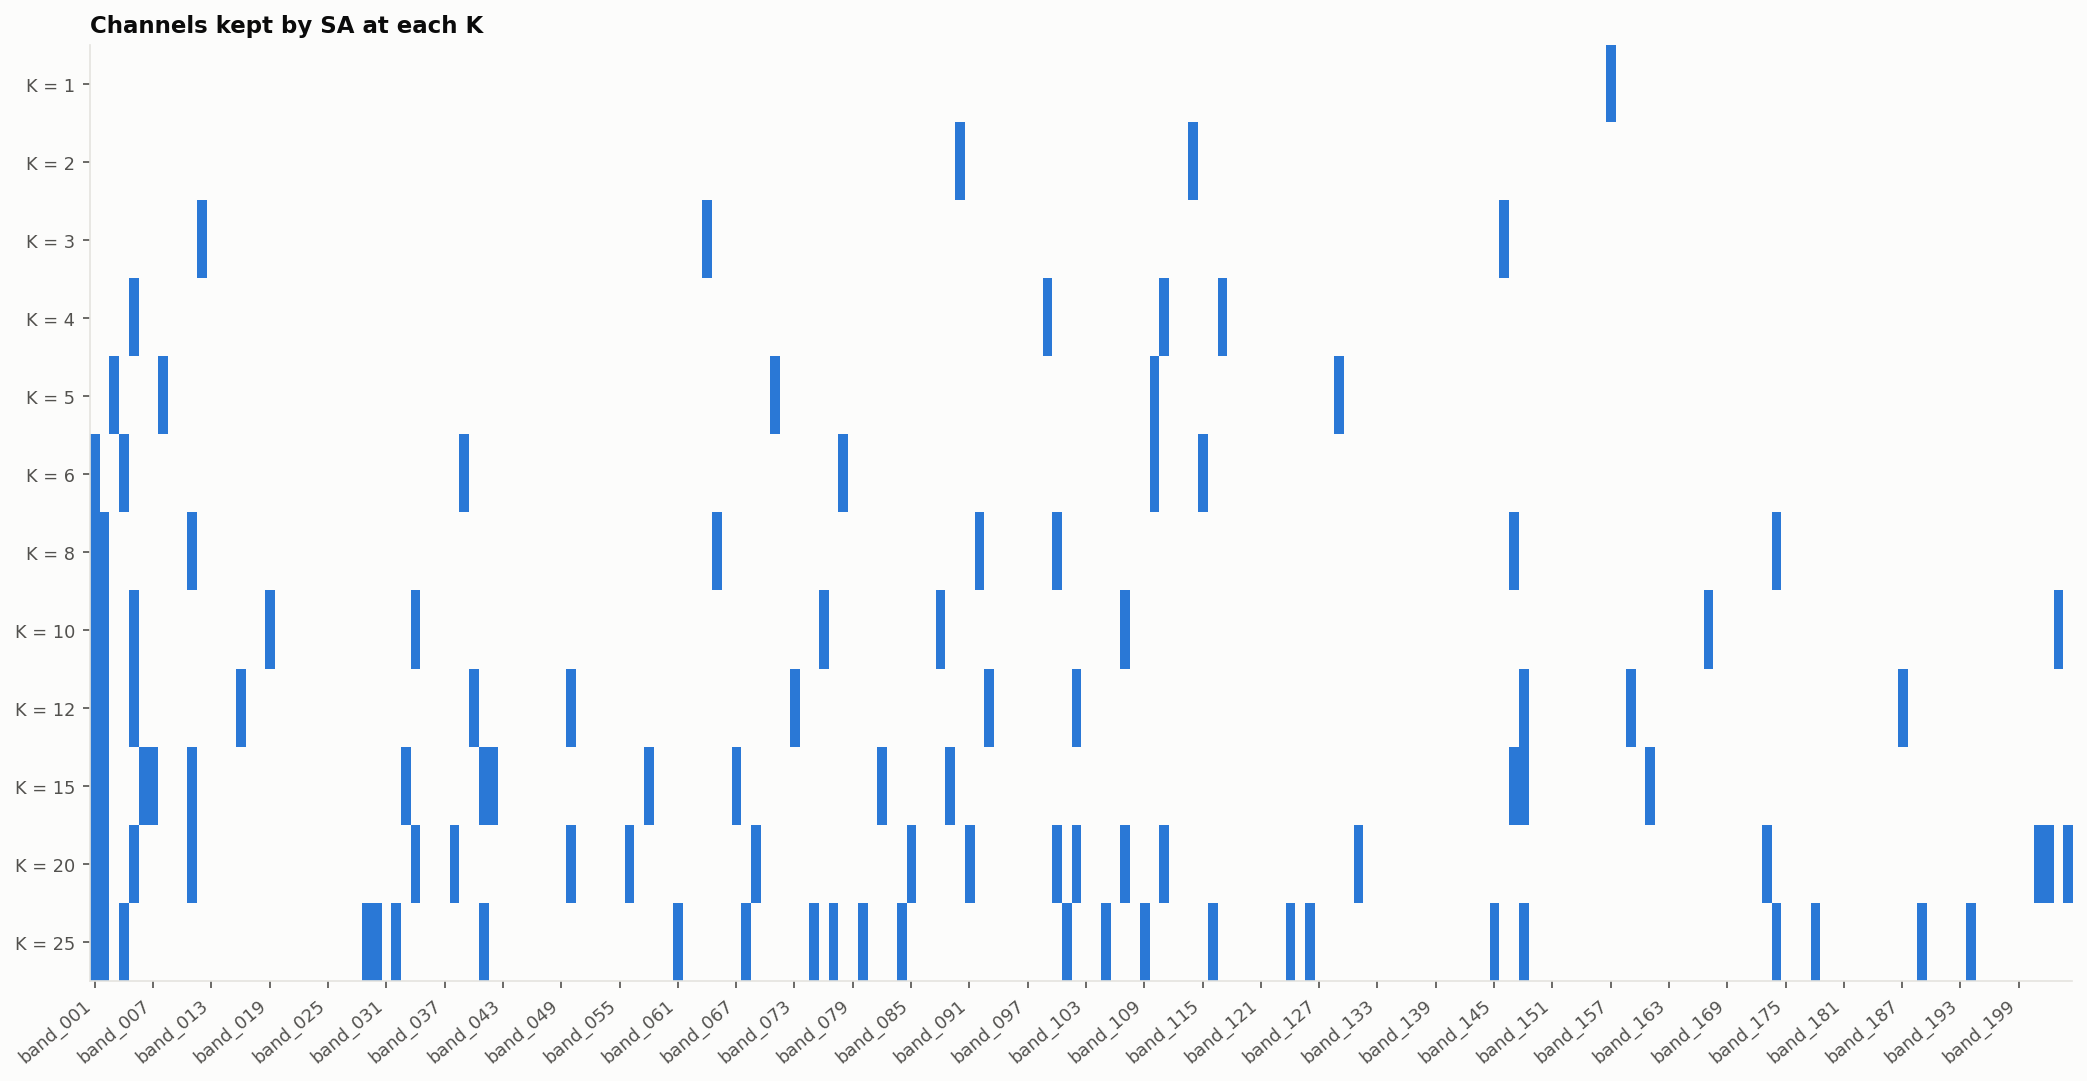 Channels kept by SA at each K
K = 1
K = 2
K = 3
K = 4
K = 5
K = 6
K = 8
K = 10
K = 12
K = 15
K = 20
K = 25
band_001
band_007
band_013
band_019
band_025
band_031
band_037
band_043
band_049
band_055
band_061
band_067
band_073
band_079
band_085
band_091
band_097
band_103
band_109
band_115
band_121
band_127
band_133
band_139
band_145
band_151
band_157
band_163
band_169
band_175
band_181
band_187
band_193
band_199